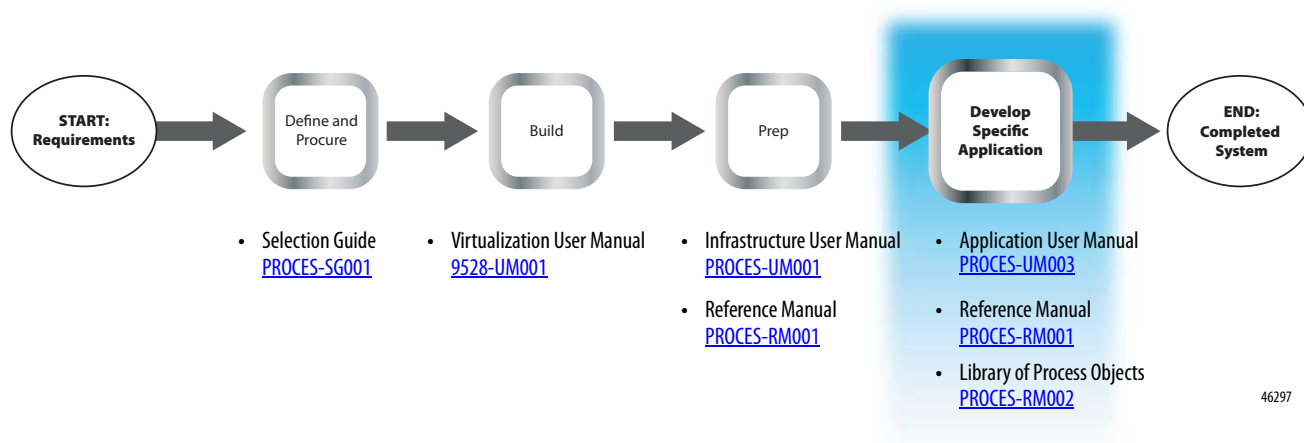 START:
Requirements
Define and
Procure
Build
Prep
Develop
Specific
Application
END:
Completed
System
• Selection Guide
PROCES-SG001
• Virtualization User Manual
9528-UM001
• Infrastructure User Manual
PROCES-UM001
• Reference Manual
PROCES-RM001
• Application User Manual
PROCES-UM003
• Reference Manual
PROCES-RM001
• Library of Process Objects
PROCES-RM002
46297